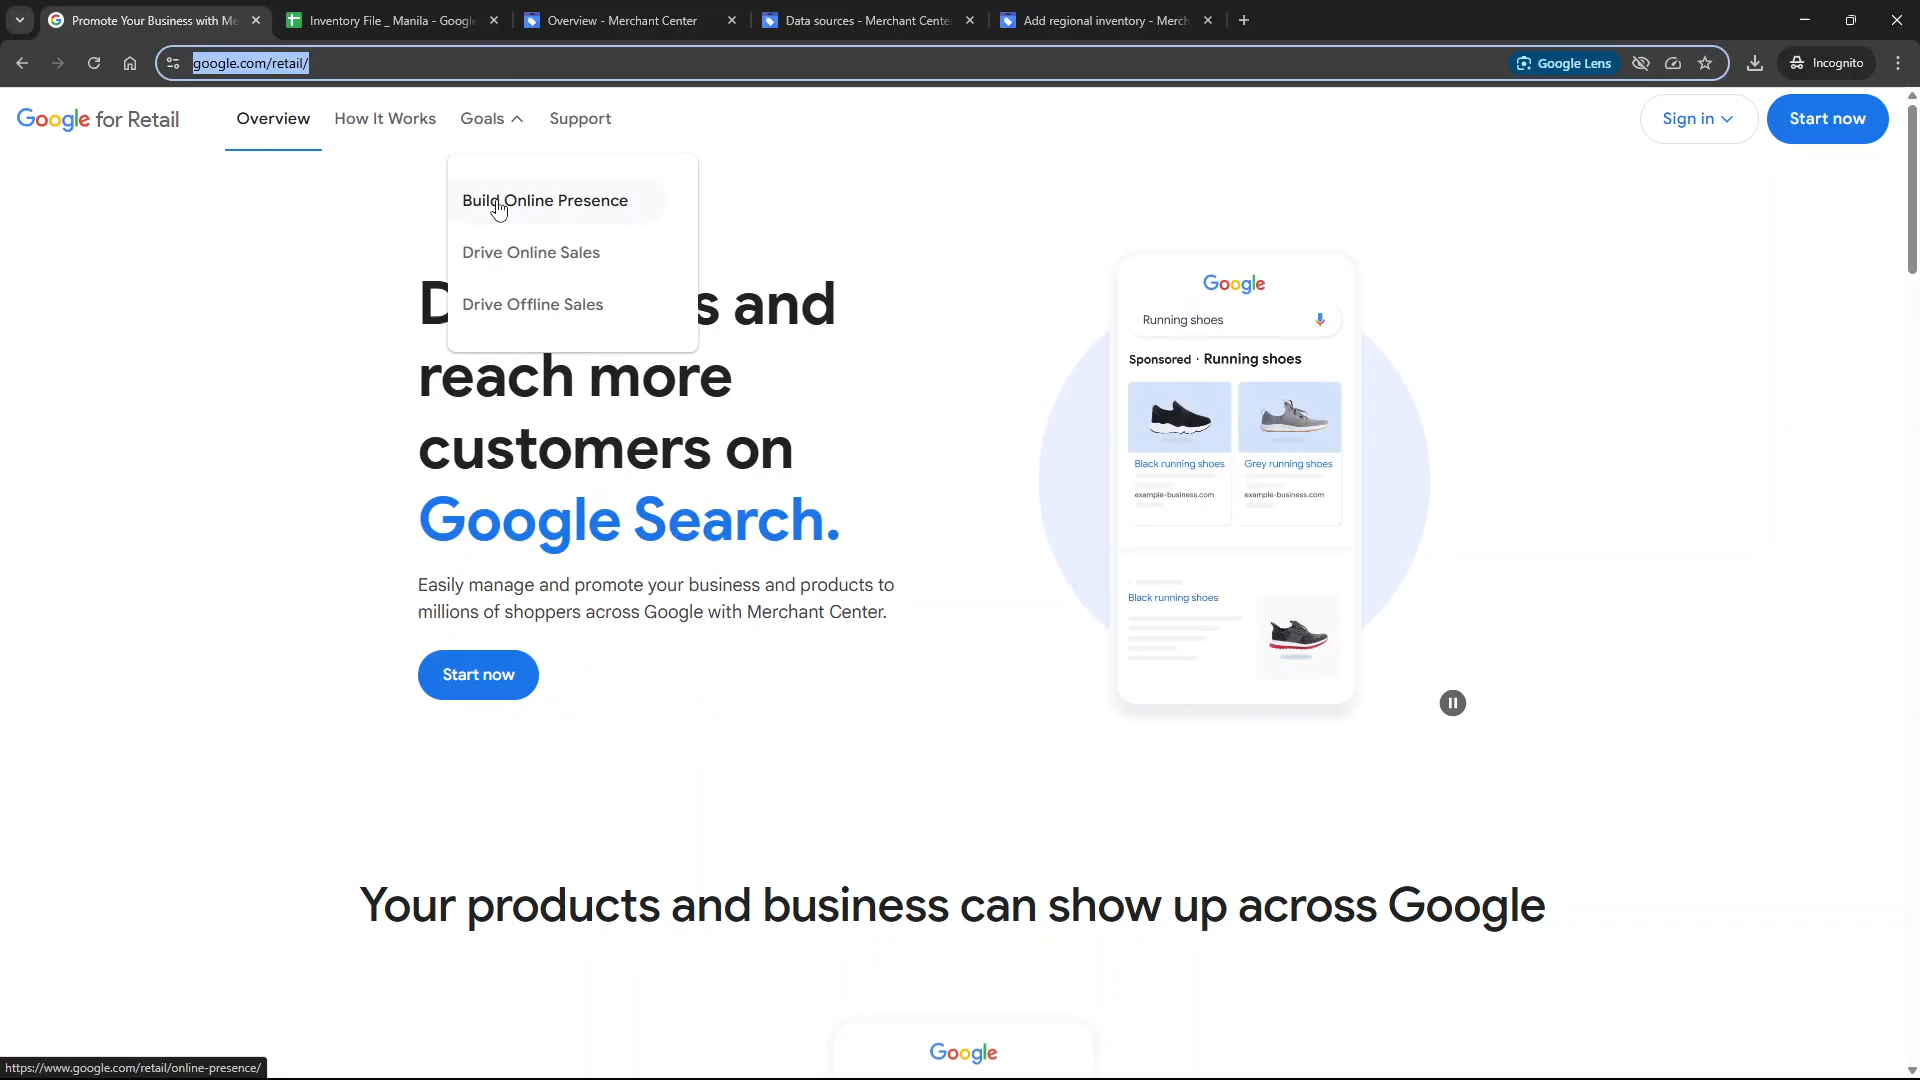 Promote Your Business with Me
Inventory File _ Manila - Google
Overview - Merchant Center
Data sources - Merchant Center
Add regional inventory - Merch
google.com/retail/
Google Lens
Incognito
Google for Retail
Overview
How It Works
Goals
Support
Sign in
Start now
Build Online Presence
Drive Online Sales
Drive Offline Sales
D s and
reach more
customers on
Google Search.
Easily manage and promote your business and products to
millions of shoppers across Google with Merchant Center.
Start now
Google
Running shoes
Sponsored · Running shoes
Black running shoes
Grey running shoes
example-business.com
example-business.com
Black running shoes
Your products and business can show up across Google
Google
https://www.google.com/retail/online-presence/